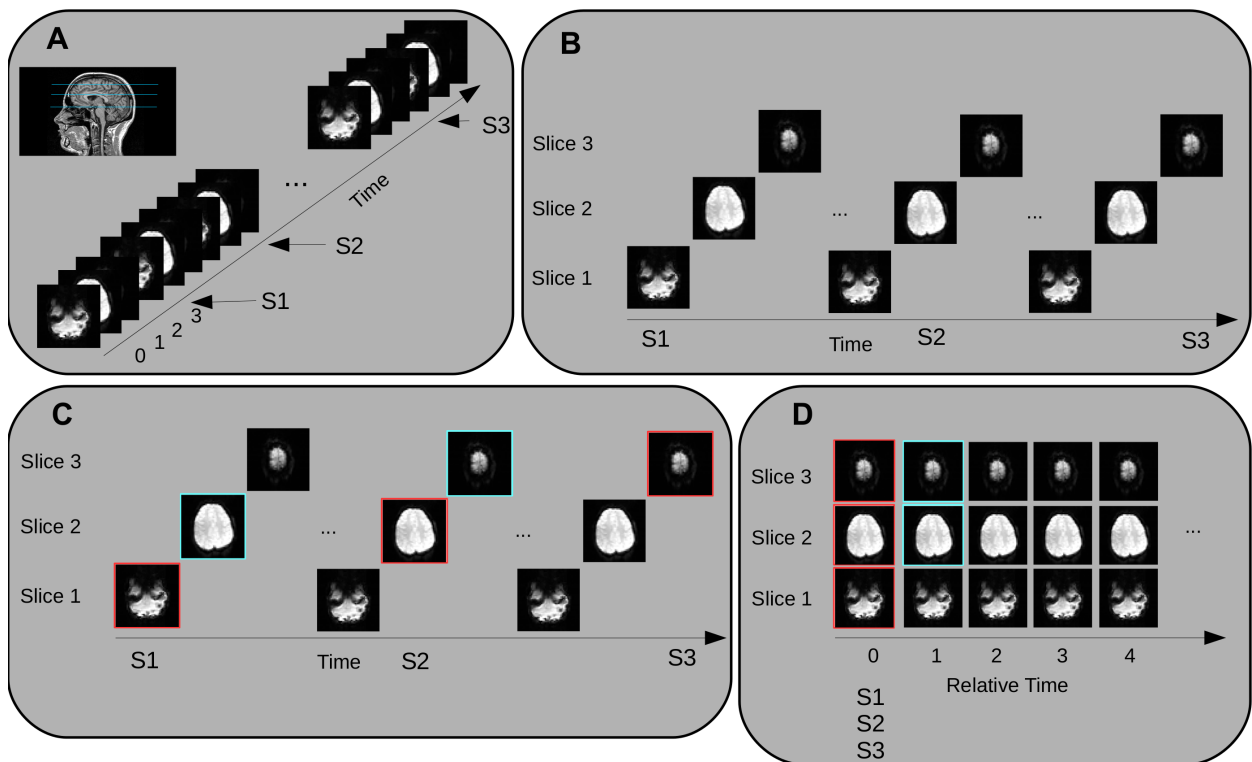 A
S3
...
Time
S2
S1
3
2
1
0
B
Slice 3
Slice 2
... ...
Slice 1
S1 Time S2 S3
C
Slice 3
Slice 2
... ...
Slice 1
S1 Time S2 S3
D
Slice 3
Slice 2
...
Slice 1
0 1 2 3 4
Relative Time
S1
S2
S3